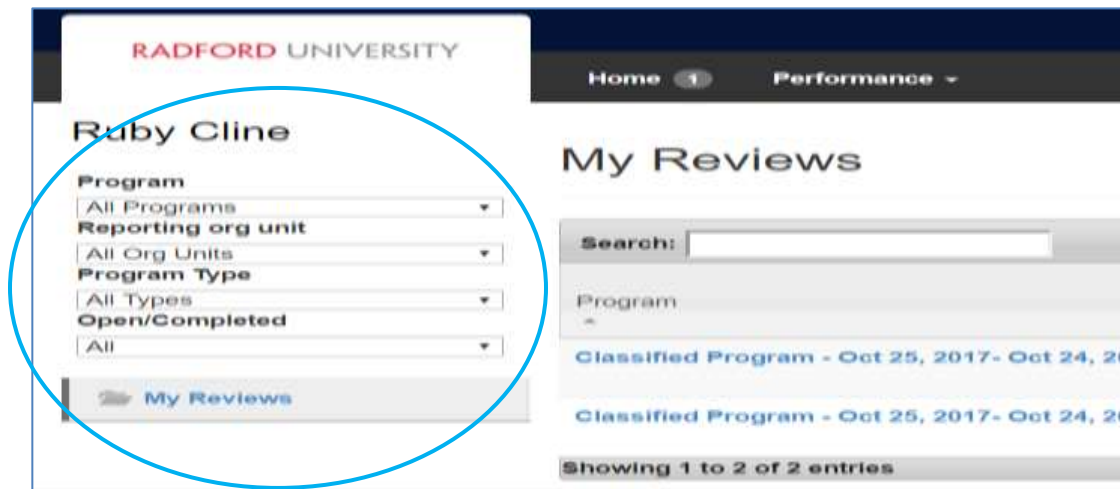 RADFORD UNIVERSITY
Home 1 Performance
Ruby Cline
Program
All Programs
Reporting org unit
All Org Units
Program Type
All Types
Open/Completed
All
My Reviews
My Reviews
Search:
Program
Classified Program - Oct 25, 2017- Oct 24,
Classified Program - Oct 25, 2017- Oct 24,
Showing 1 to 2 of 2 entries